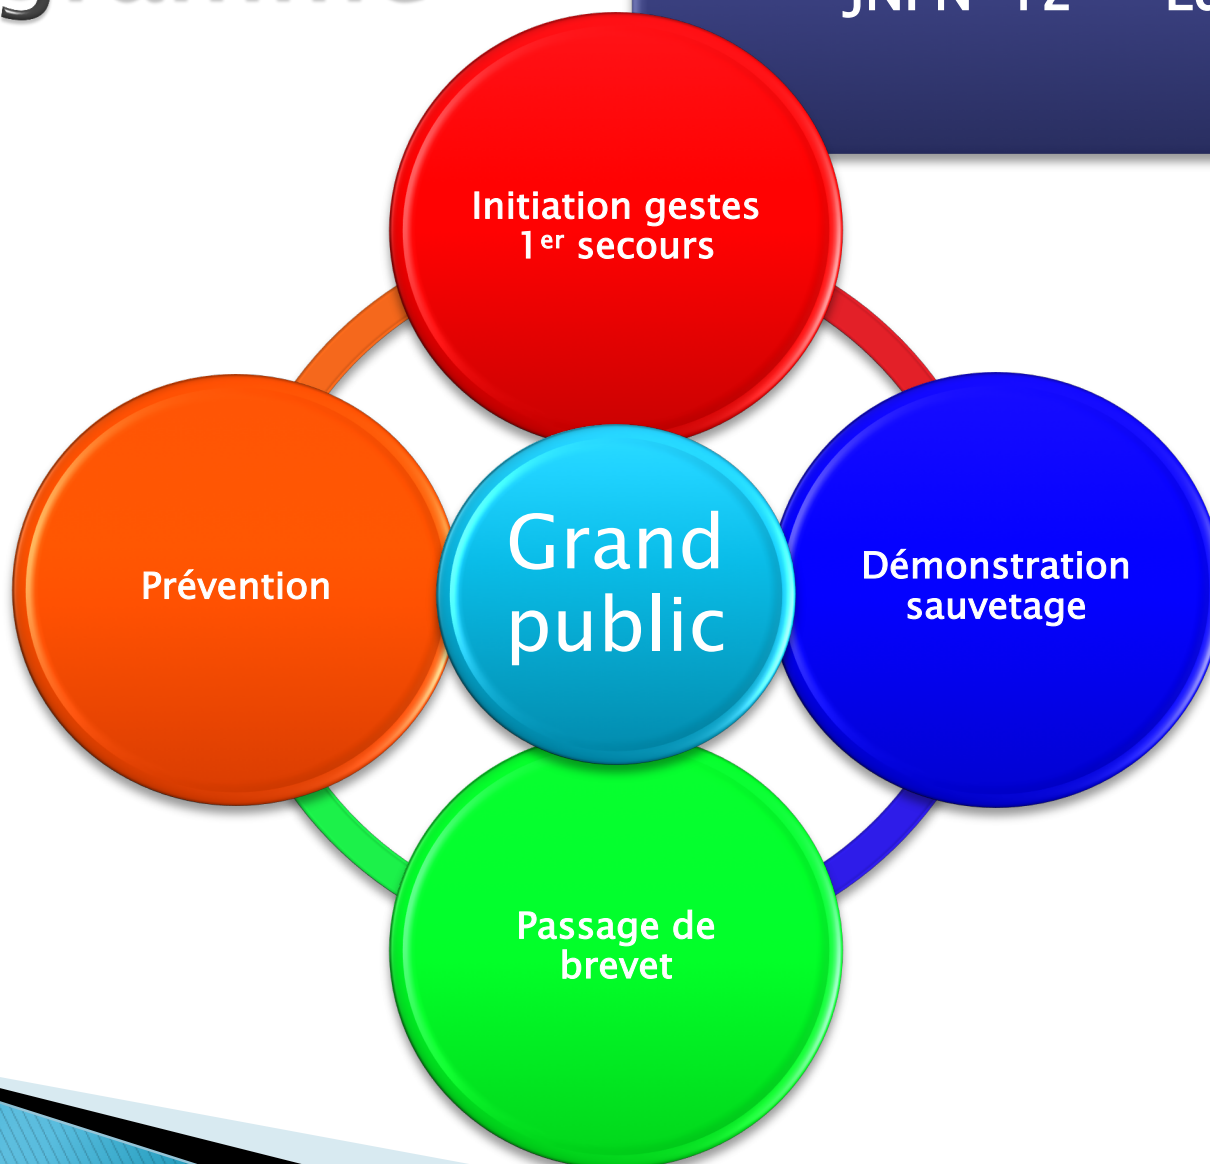 Initiation gestes
1er secours
Prévention
Grand
public
Démonstration
sauvetage
Passage de
brevet